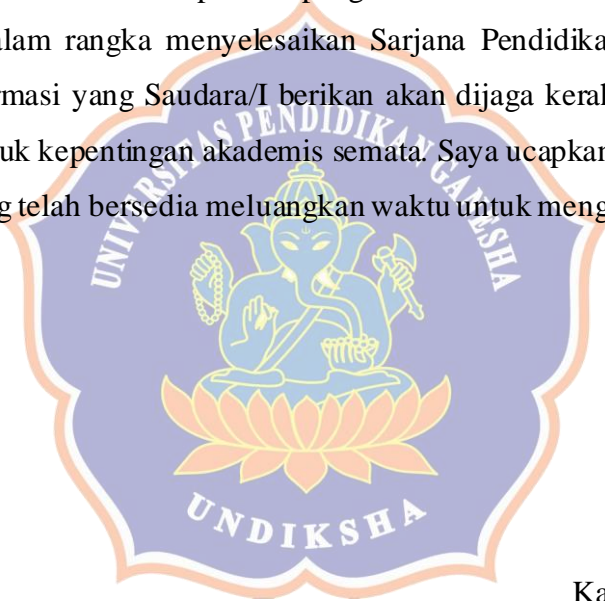 alam rangka menyelesaikan Sarjana Pendidika
rmasi yang Saudara/I berikan akan dijaga keral
uk kepentingan akademis semata. Saya ucapkan
g telah bersedia meluangkan waktu untuk meng
UNIVERSITAS PENDIDIKAN GANESHA
UNDIKSHA
Ka